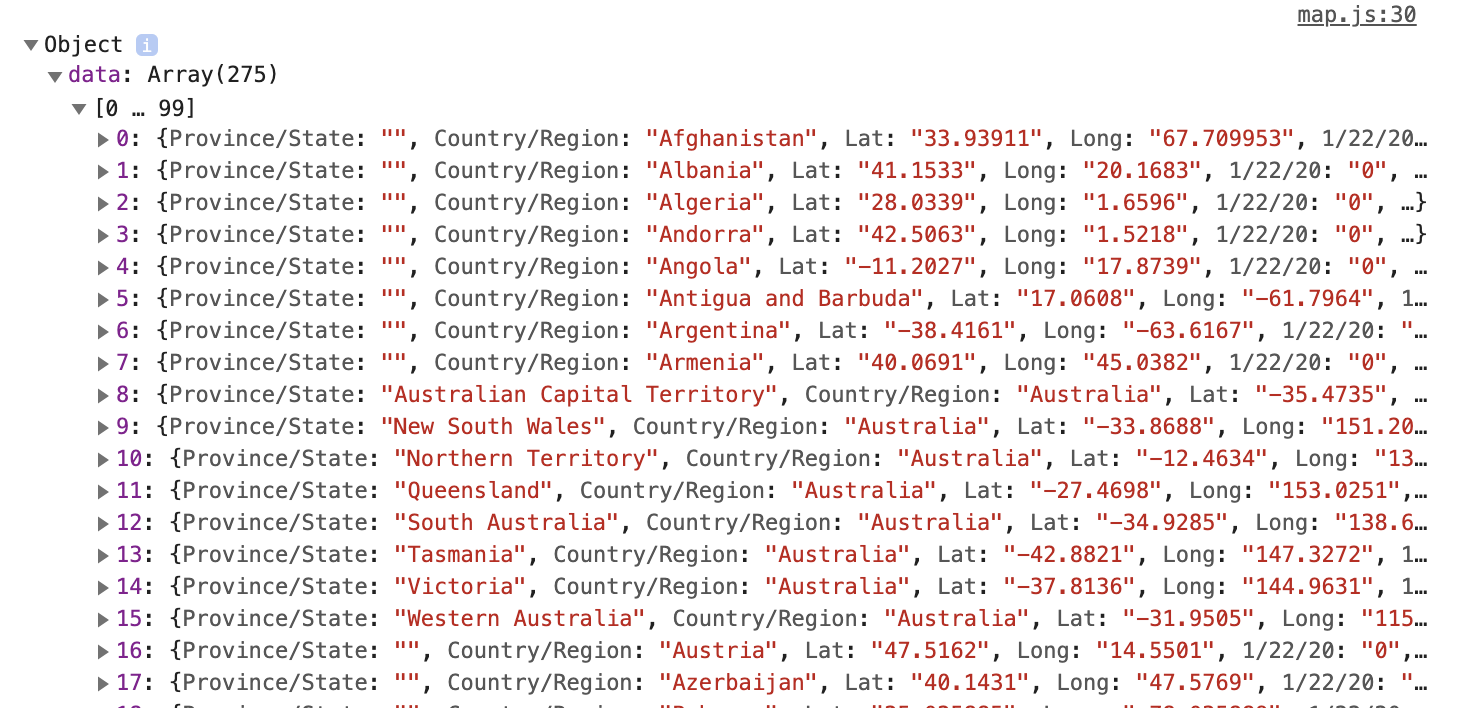 map.js:30
▼Object i
▼data: Array(275)
▼[0 … 99]
▶0: {Province/State: "", Country/Region: "Afghanistan", Lat: "33.93911", Long: "67.709953", 1/22/20…
▶1: {Province/State: "", Country/Region: "Albania", Lat: "41.1533", Long: "20.1683", 1/22/20: "0", …
▶2: {Province/State: "", Country/Region: "Algeria", Lat: "28.0339", Long: "1.6596", 1/22/20: "0", …}
▶3: {Province/State: "", Country/Region: "Andorra", Lat: "42.5063", Long: "1.5218", 1/22/20: "0", …}
▶4: {Province/State: "", Country/Region: "Angola", Lat: "-11.2027", Long: "17.8739", 1/22/20: "0", …
▶5: {Province/State: "", Country/Region: "Antigua and Barbuda", Lat: "17.0608", Long: "-61.7964", 1…
▶6: {Province/State: "", Country/Region: "Argentina", Lat: "-38.4161", Long: "-63.6167", 1/22/20: "…
▶7: {Province/State: "", Country/Region: "Armenia", Lat: "40.0691", Long: "45.0382", 1/22/20: "0", …
▶8: {Province/State: "Australian Capital Territory", Country/Region: "Australia", Lat: "-35.4735", …
▶9: {Province/State: "New South Wales", Country/Region: "Australia", Lat: "-33.8688", Long: "151.20…
▶10: {Province/State: "Northern Territory", Country/Region: "Australia", Lat: "-12.4634", Long: "13…
▶11: {Province/State: "Queensland", Country/Region: "Australia", Lat: "-27.4698", Long: "153.0251",…
▶12: {Province/State: "South Australia", Country/Region: "Australia", Lat: "-34.9285", Long: "138.6…
▶13: {Province/State: "Tasmania", Country/Region: "Australia", Lat: "-42.8821", Long: "147.3272", 1…
▶14: {Province/State: "Victoria", Country/Region: "Australia", Lat: "-37.8136", Long: "144.9631", 1…
▶15: {Province/State: "Western Australia", Country/Region: "Australia", Lat: "-31.9505", Long: "115…
▶16: {Province/State: "", Country/Region: "Austria", Lat: "47.5162", Long: "14.5501", 1/22/20: "0",…
▶17: {Province/State: "", Country/Region: "Azerbaijan", Lat: "40.1431", Long: "47.5769", 1/22/20: "…